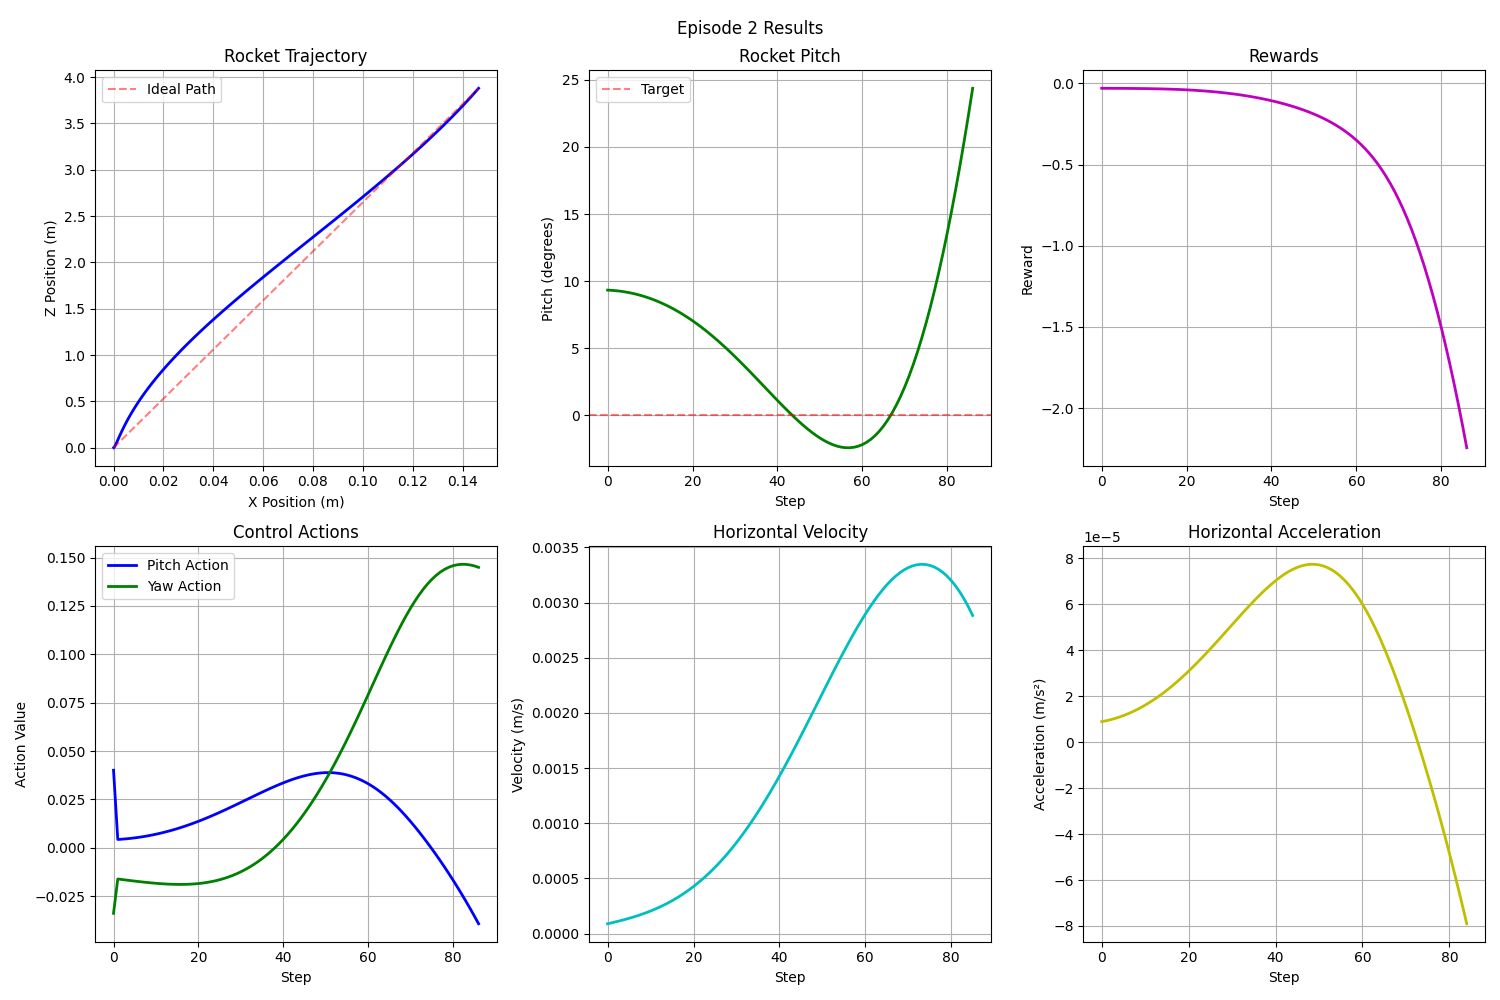 Episode 2 Results
Rocket Trajectory
4.0
3.5
3.0
2.5
2.0
1.5
1.0
0.5
0.0
Z Position (m)
Ideal Path
0.00 0.02 0.04 0.06 0.08 0.10 0.12 0.14
X Position (m)
Rocket Pitch
25
20
15
10
5
0
Pitch (degrees)
Target
0 20 40 60 80
Step
Rewards
0.0
−0.5
−1.0
−1.5
−2.0
Reward
0 20 40 60 80
Step
Control Actions
0.150
0.125
0.100
0.075
0.050
0.025
0.000
−0.025
Action Value
Pitch Action
Yaw Action
0 20 40 60 80
Step
Horizontal Velocity
0.0035
0.0030
0.0025
0.0020
0.0015
0.0010
0.0005
0.0000
Velocity (m/s)
0 20 40 60 80
Step
Horizontal Acceleration
1e−5
8
6
4
2
0
−2
−4
−6
−8
Acceleration (m/s²)
0 20 40 60 80
Step